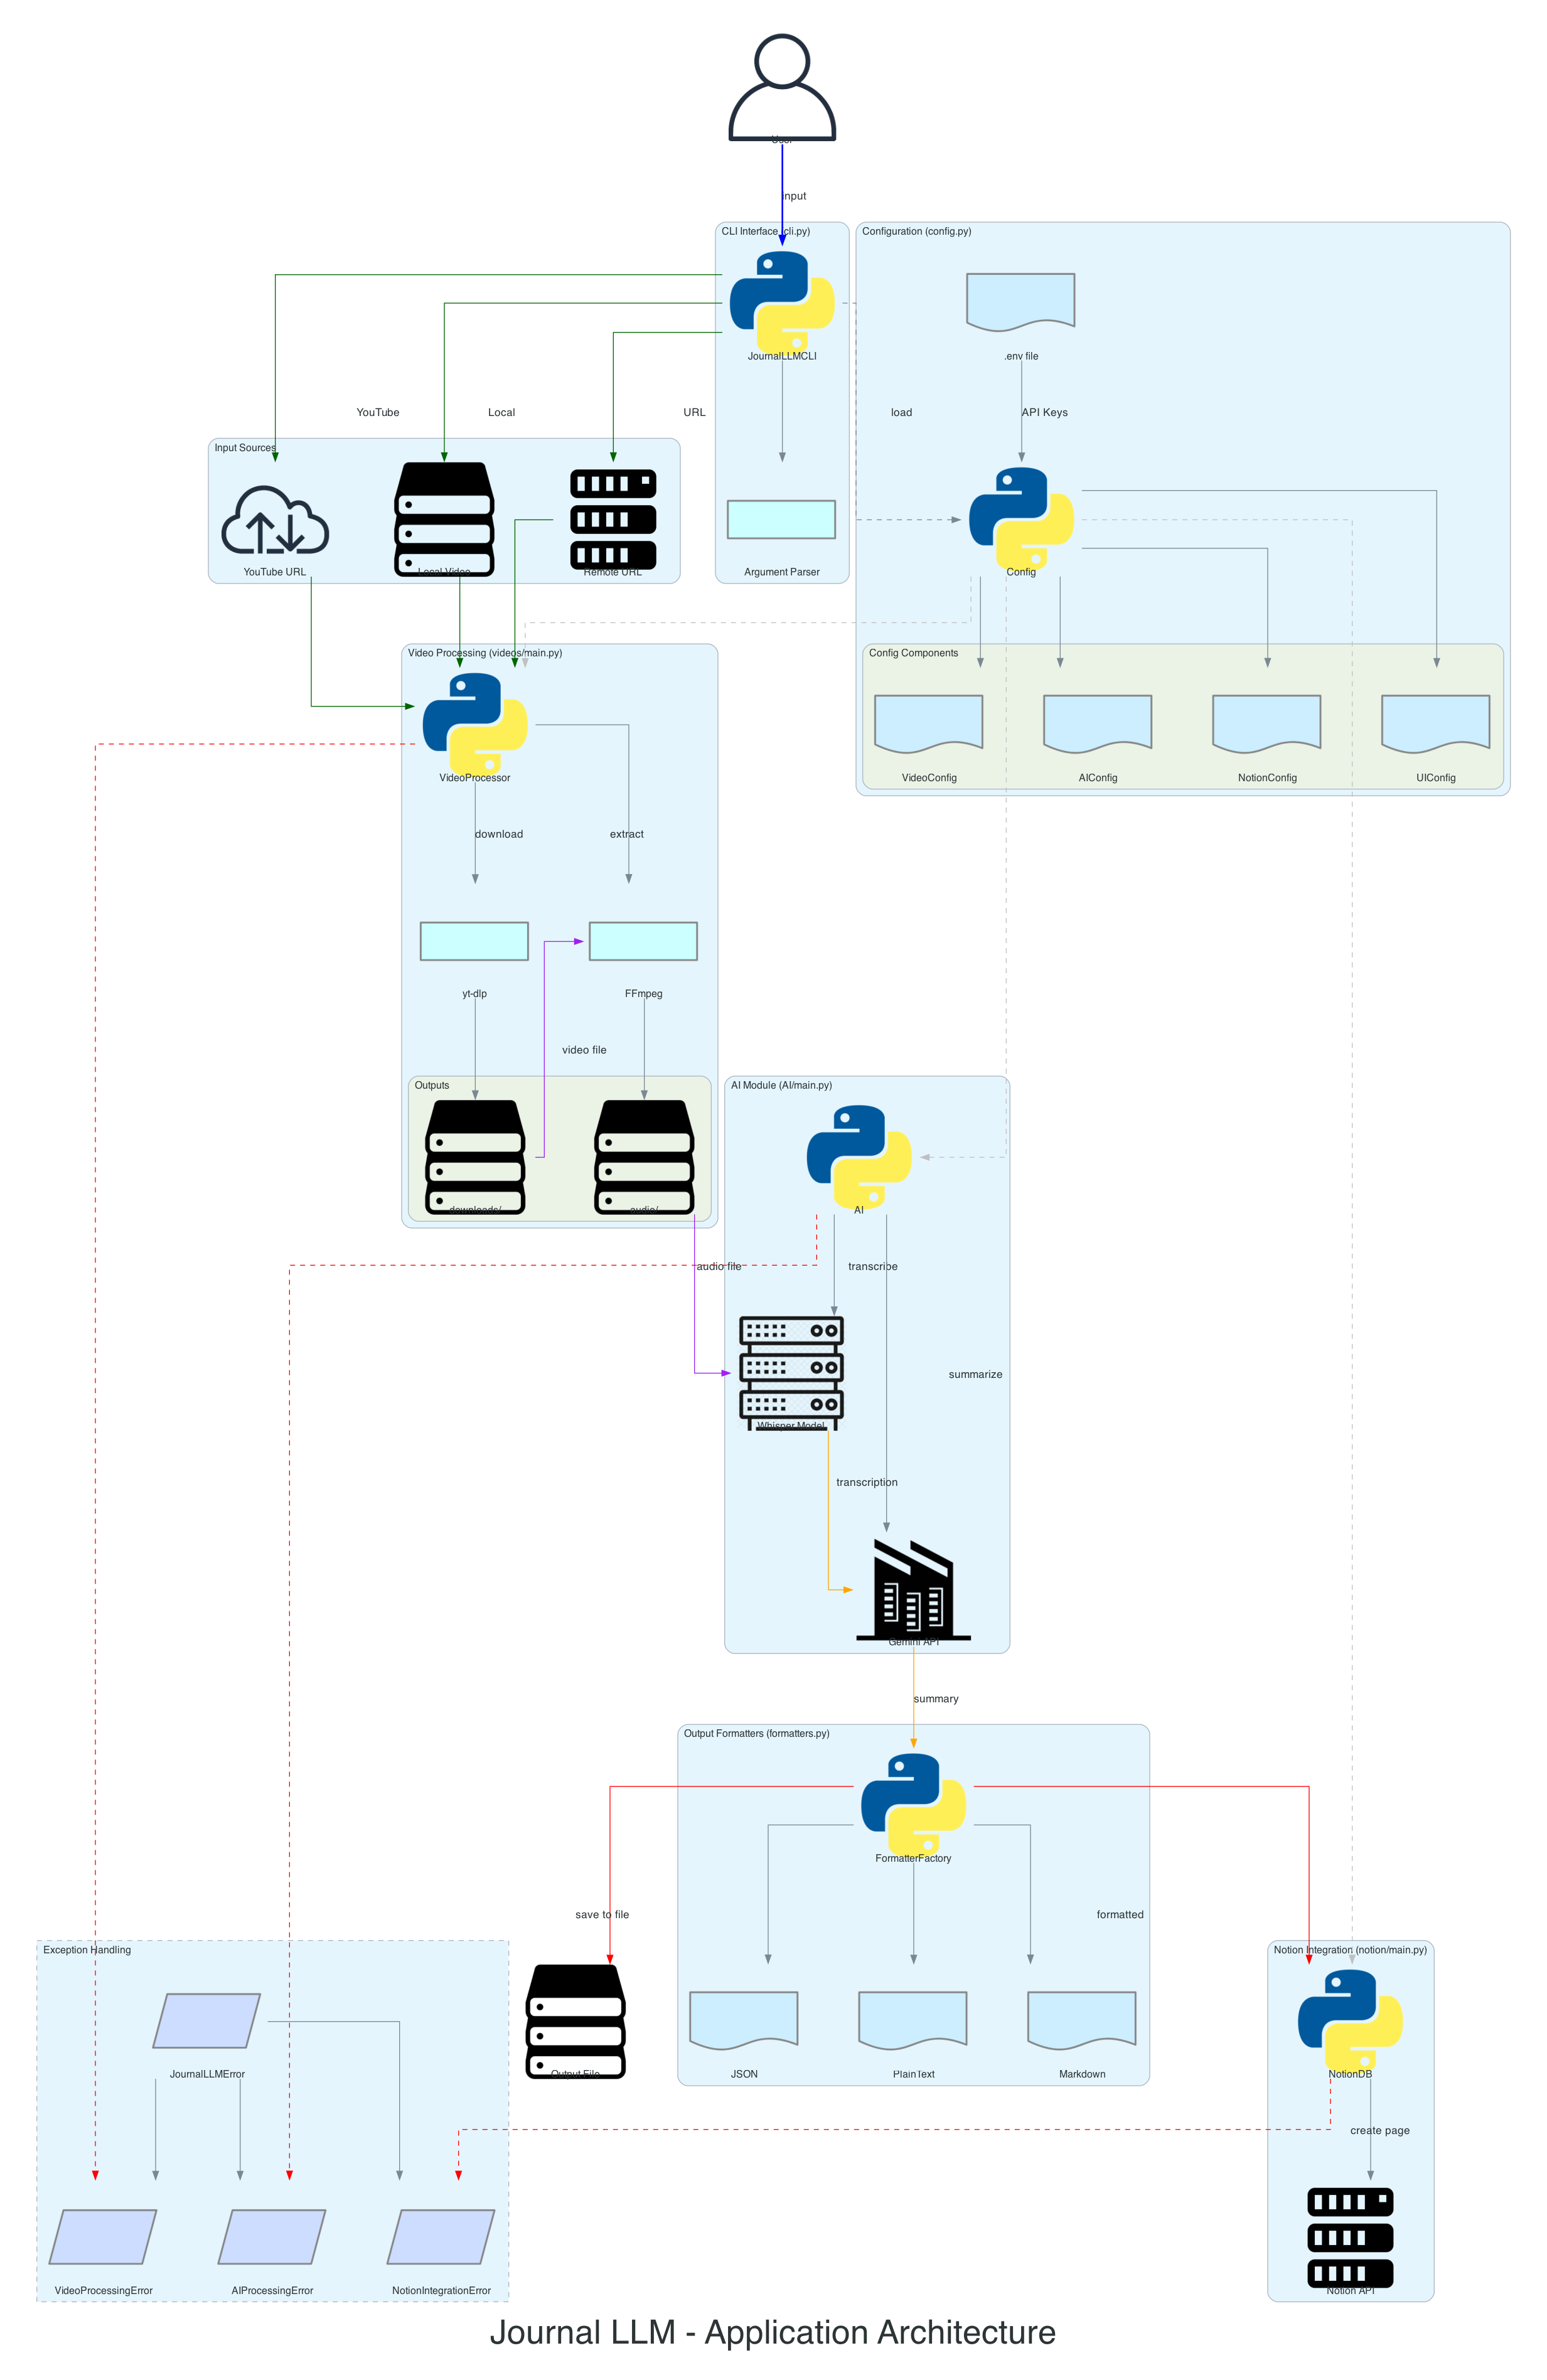 User
input
CLI Interface (cli.py)
Configuration (config.py)
JournalLLMCLI
.env file
YouTube
Local
URL
load
API Keys
Input Sources
YouTube URL
Local Video
Remote URL
Argument Parser
Config
Video Processing (videos/main.py)
Config Components
VideoProcessor
VideoConfig
AIConfig
NotionConfig
UIConfig
download
extract
yt-dlp
FFmpeg
video file
Outputs
AI Module (AI/main.py)
downloads/
audio/
AI
audio file
transcribe
summarize
Whisper Model
transcription
Gemini API
summary
Output Formatters (formatters.py)
FormatterFactory
save to file
formatted
Exception Handling
Notion Integration (notion/main.py)
JournalLLMError
Output File
JSON
PlainText
Markdown
NotionDB
create page
VideoProcessingError
AIProcessingError
NotionIntegrationError
Notion API
Journal LLM - Application Architecture